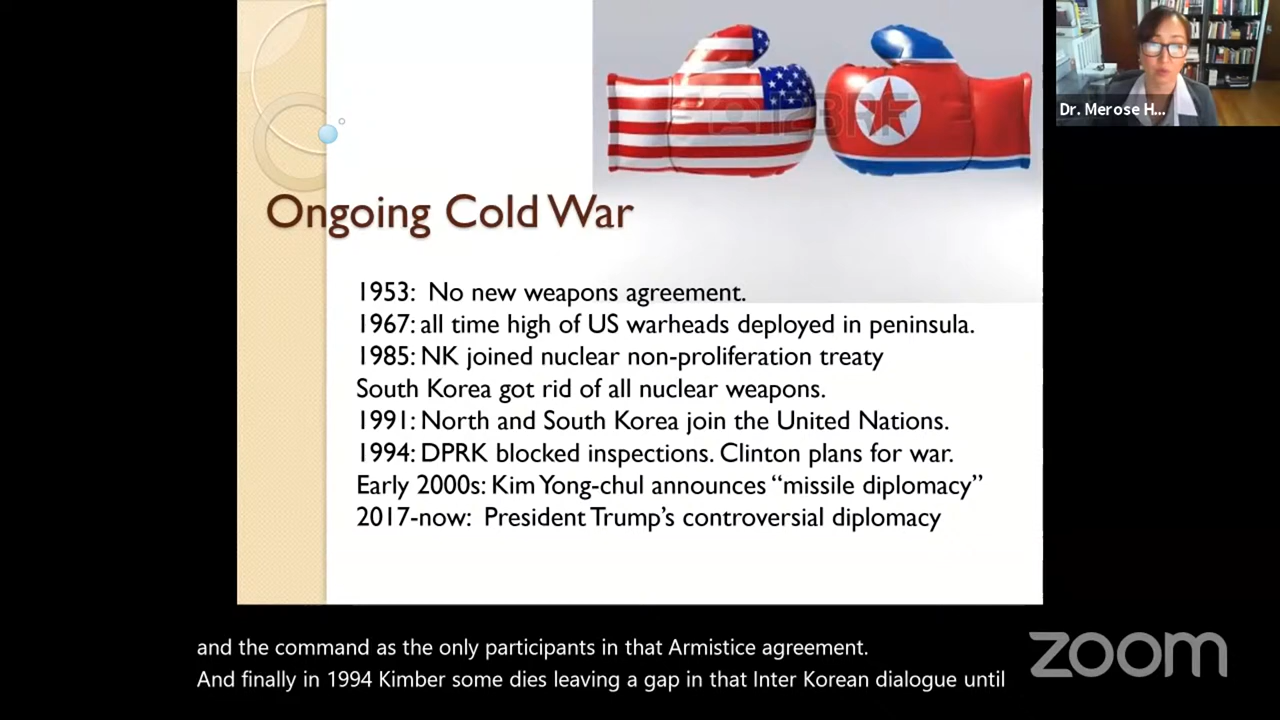 Dr. Merose H...
Ongoing Cold War
1953: No new weapons agreement.
1967: all time high of US warheads deployed in peninsula.
1985: NK joined nuclear non-proliferation treaty
South Korea got rid of all nuclear weapons.
1991: North and South Korea join the United Nations.
1994: DPRK blocked inspections. Clinton plans for war.
Early 2000s: Kim Yong-chul announces “missile diplomacy”
2017-now: President Trump’s controversial diplomacy
and the command as the only participants in that Armistice agreement.
And finally in 1994 Kimber some dies leaving a gap in that Inter Korean dialogue until
zoom